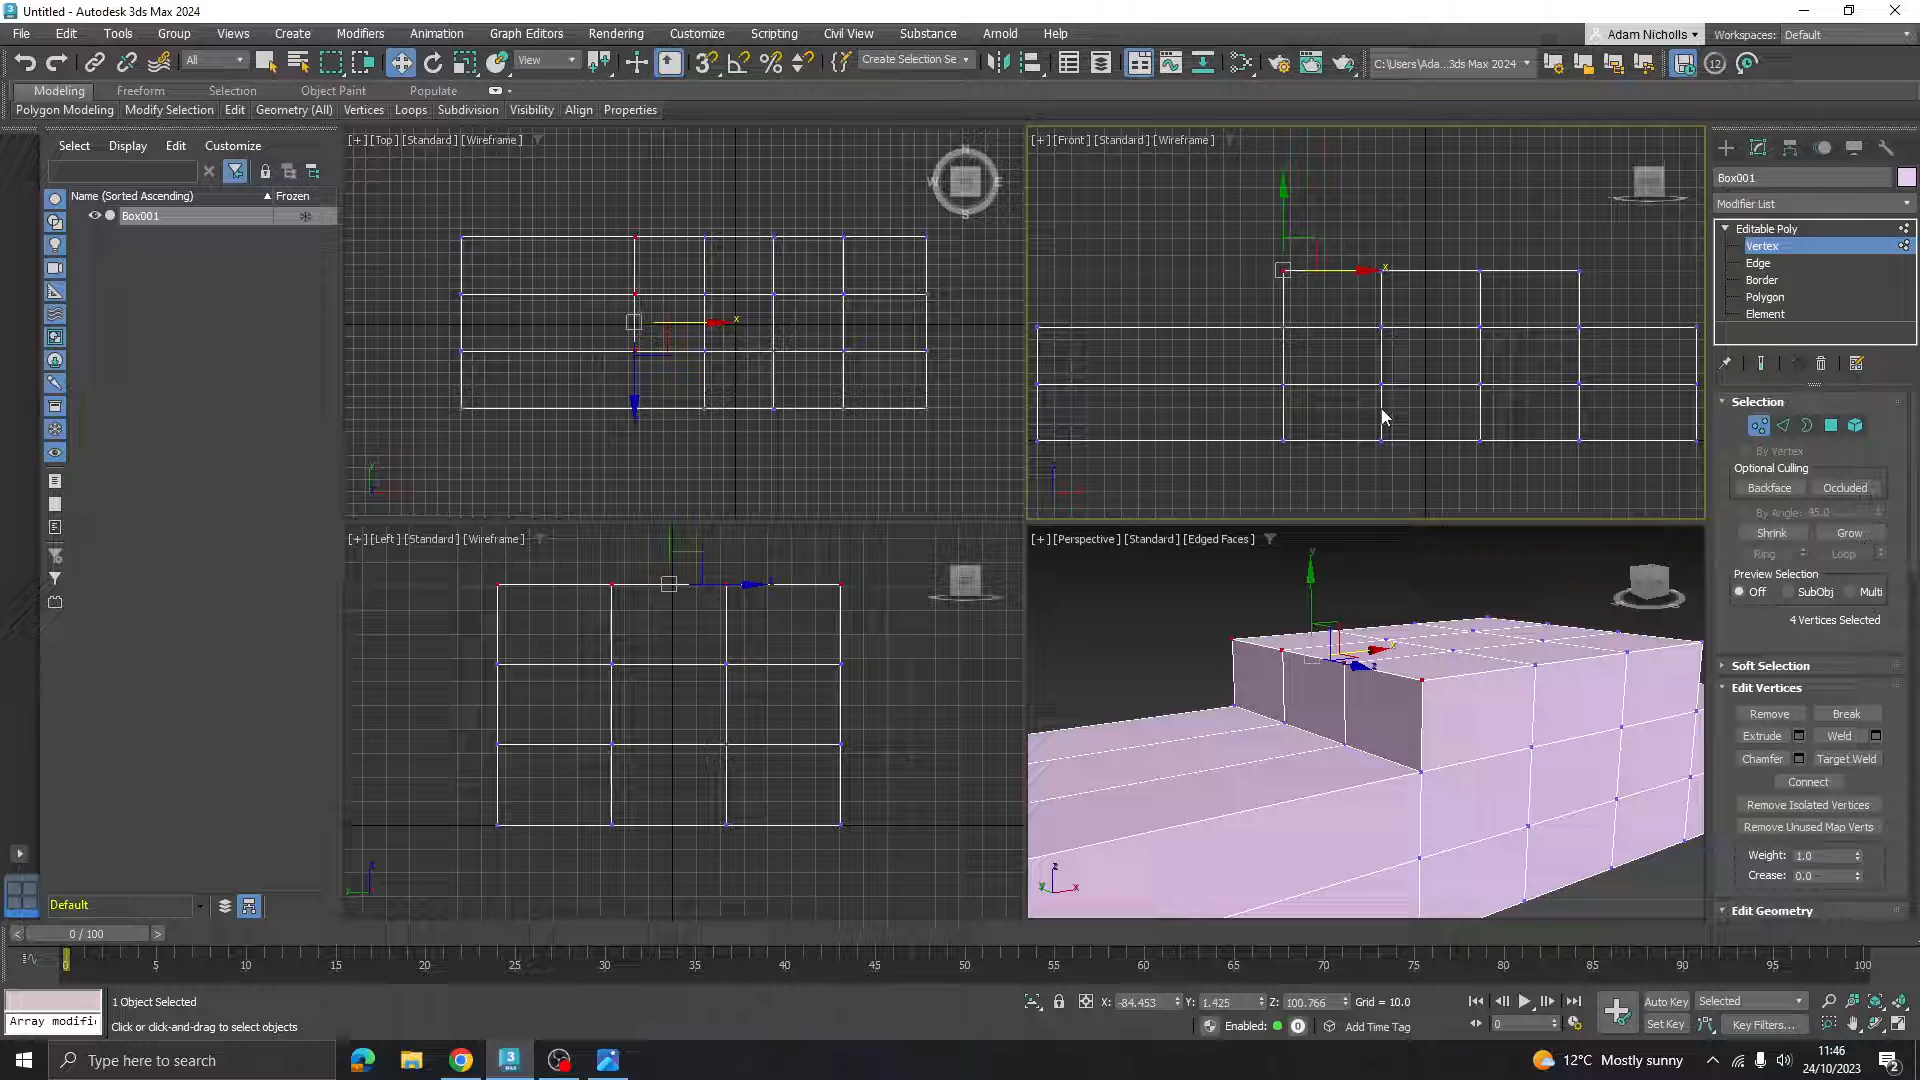 Untitled - Autodesk 3ds Max 2024
File Edit Tools Group Views Create Modifiers Animation Graph Editors Rendering Customize Scripting Civil View Substance Arnold Help
Adam Nicholls Workspaces: Default
All View Create Selection Se C:\Users\Ada...3ds Max 2024 12
Modeling Freeform Selection Object Paint Populate
Polygon Modeling Modify Selection Edit Geometry (All) Vertices Loops Subdivision Visibility Align Properties
Select Display Edit Customize
Name (Sorted Ascending) Frozen
Box001
Default
[+] [Top] [Standard] [Wireframe]
N
W E
S
x
[+] [Front] [Standard] [Wireframe]
x
[+] [Left] [Standard] [Wireframe]
[+] [Perspective] [Standard] [Edged Faces]
Box001
Modifier List
Editable Poly
Vertex
Edge
Border
Polygon
Element
Selection
By Vertex
Optional Culling
Backface Occluded
By Angle: 45.0
Shrink Grow
Ring Loop
Preview Selection
Off SubObj Multi
4 Vertices Selected
Soft Selection
Edit Vertices
Remove Break
Extrude Weld
Chamfer Target Weld
Connect
Remove Isolated Vertices
Remove Unused Map Verts
Weight: 1.0
Crease: 0.0
Edit Geometry
< 0 / 100 >
0 5 10 15 20 25 30 35 40 45 50 55 60 65 70 75 80 85 90 95 100
1 Object Selected X: -84.453 Y: 1.425 Z: 100.766 Grid = 10.0 Auto Key Selected
Array modifi Click or click-and-drag to select objects Enabled: 0 Add Time Tag 0 Set Key Key Filters...
Type here to search 3 MAX 12°C Mostly sunny 11:46
24/10/2023
2